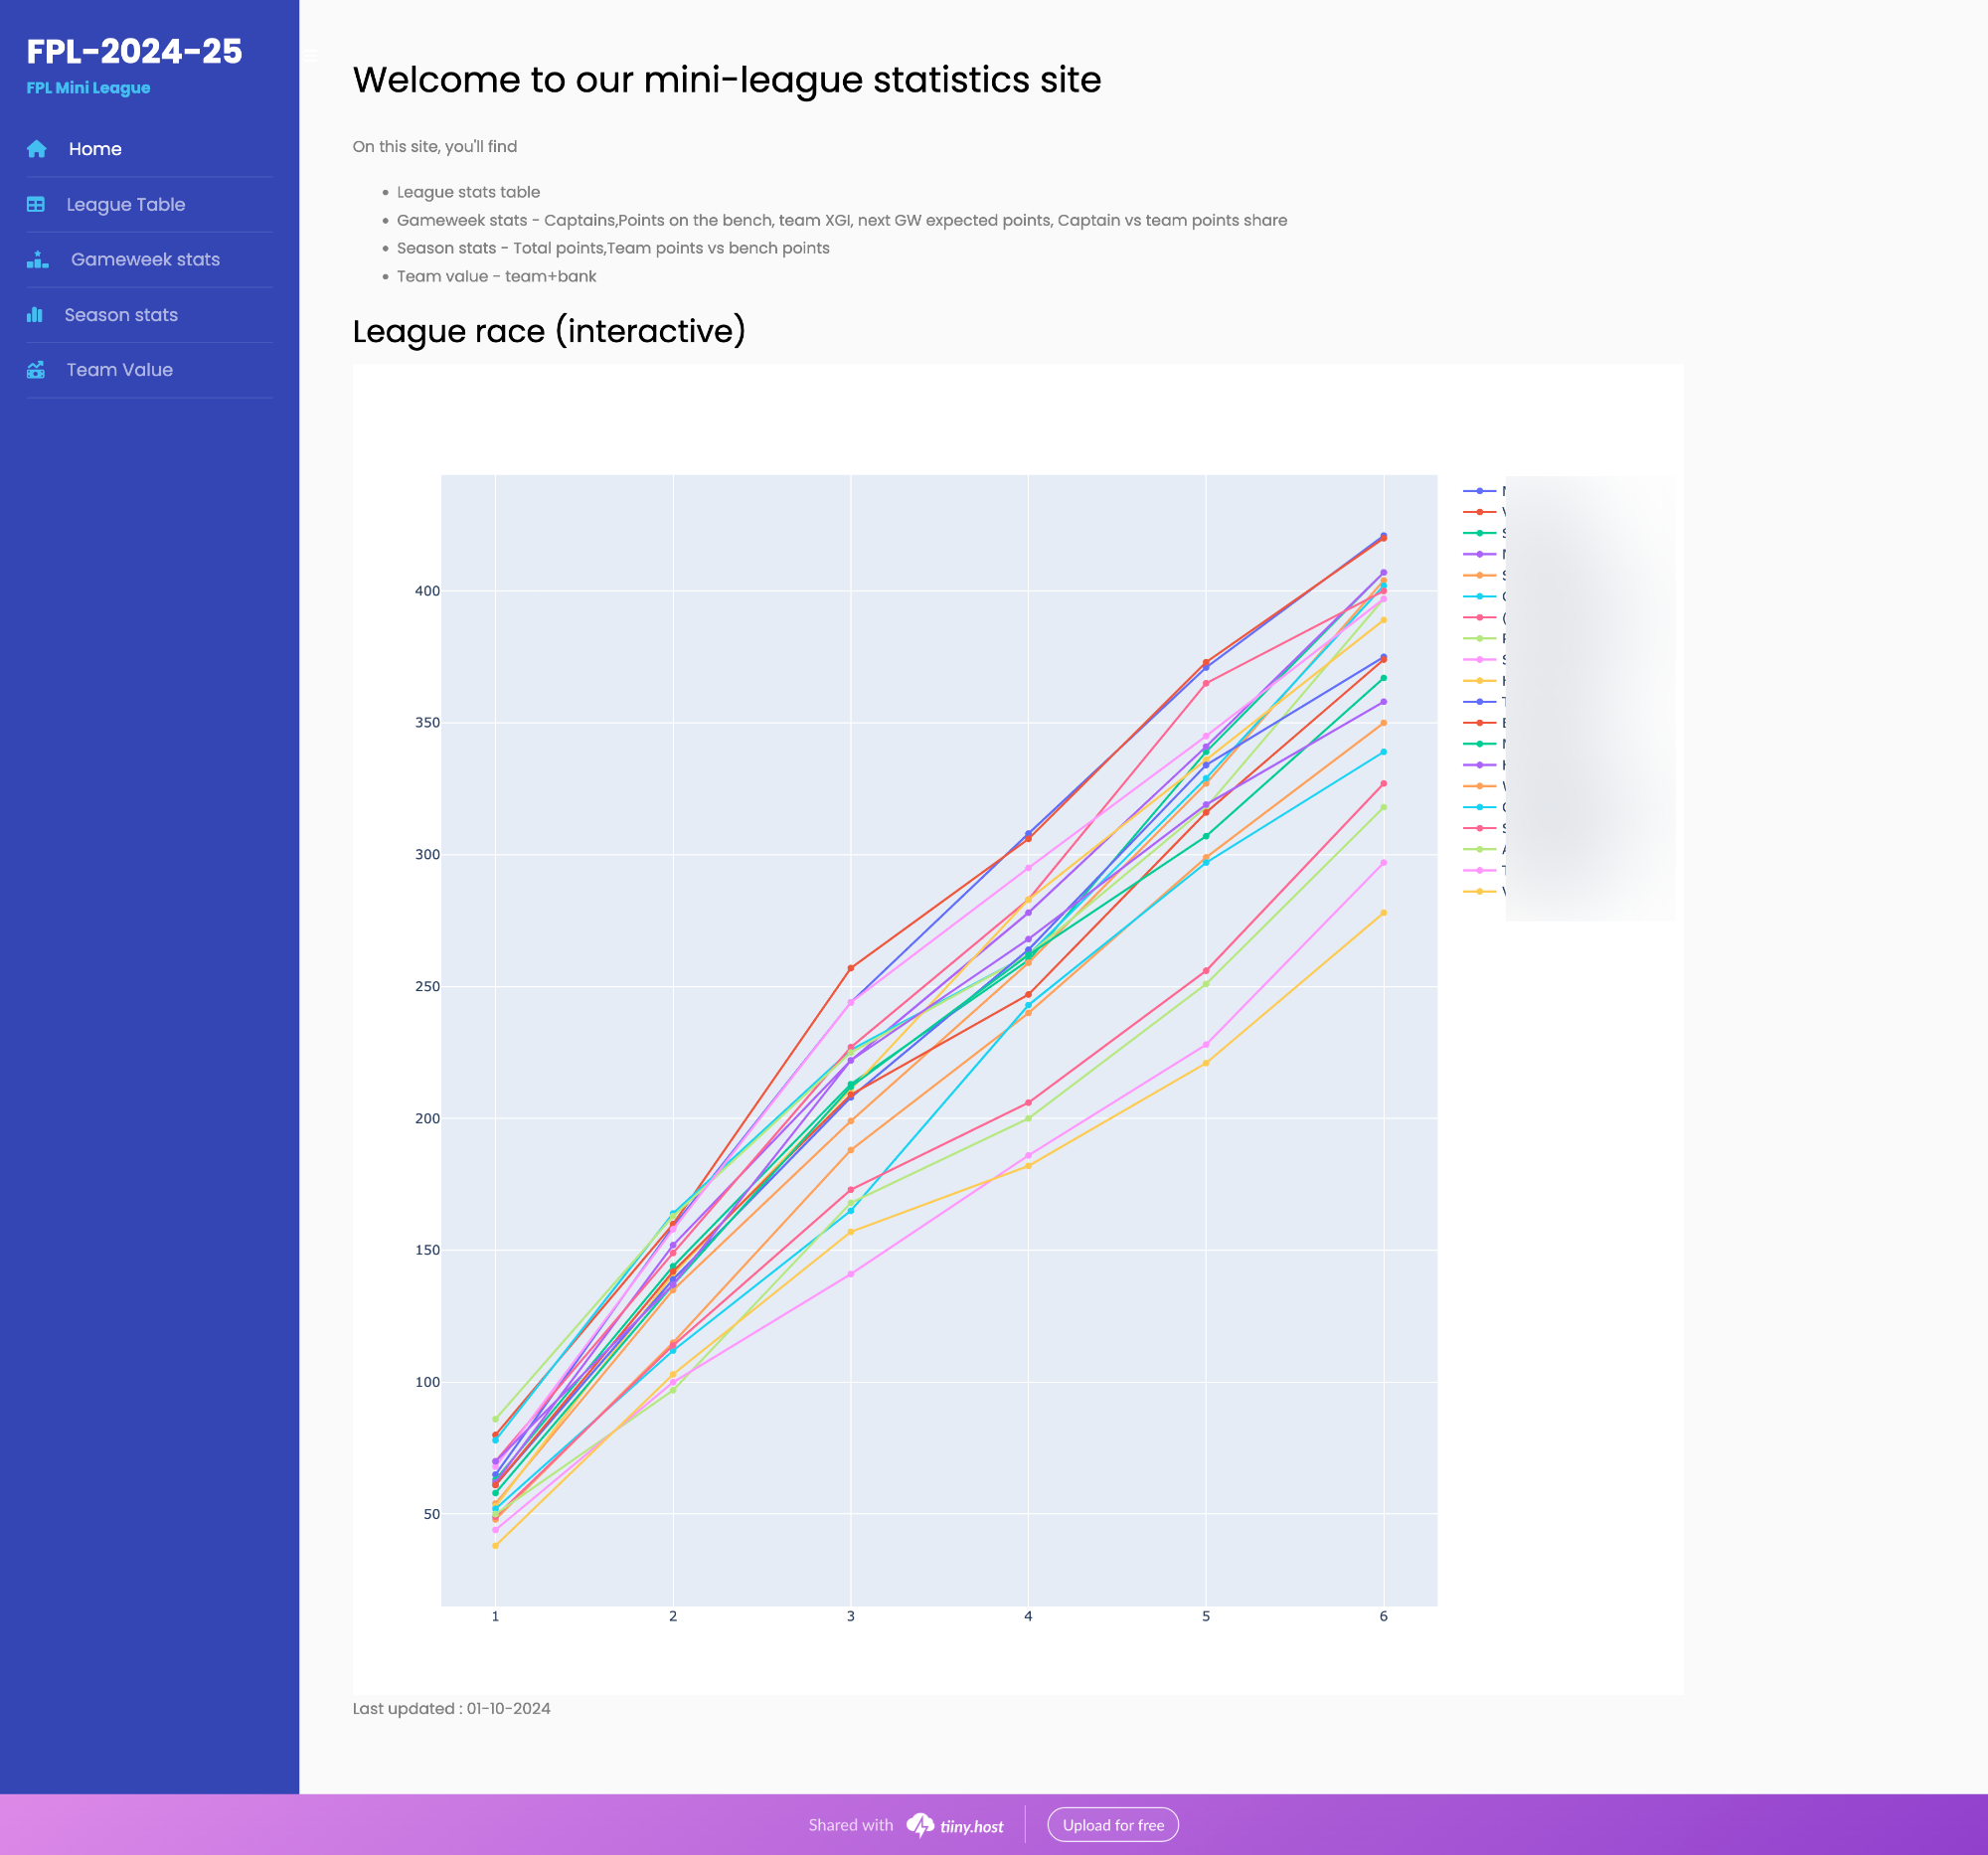 FPL-2024-25
FPL Mini League
Home
League Table
Gameweek stats
Season stats
Team Value
Welcome to our mini-league statistics site
On this site, you'll find
League stats table
Gameweek stats - Captains,Points on the bench, team XGI, next GW expected points, Captain vs team points share
Season stats - Total points,Team points vs bench points
Team value - team+bank
League race (interactive)
400
350
300
250
200
150
100
50
1 2 3 4 5 6
Last updated : 01-10-2024
Shared with tiiny.host Upload for free